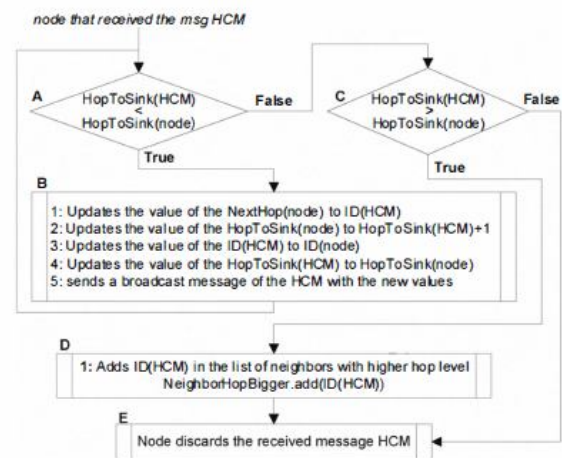 node that received the msg HCM
A
HopToSink(HCM)
<
HopToSink(node)
False
True
C
HopToSink(HCM)
>
HopToSink(node)
False
True
B
1: Updates the value of the NextHop(node) to ID(HCM)
2: Updates the value of the HopToSink(node) to HopToSink(HCM)+1
3: Updates the value of the ID(HCM) to ID(node)
4: Updates the value of the HopToSink(HCM) to HopToSink(node)
5: sends a broadcast message of the HCM with the new values
D
1: Adds ID(HCM) in the list of neighbors with higher hop level
NeighborHopBigger.add(ID(HCM))
E
Node discards the received message HCM